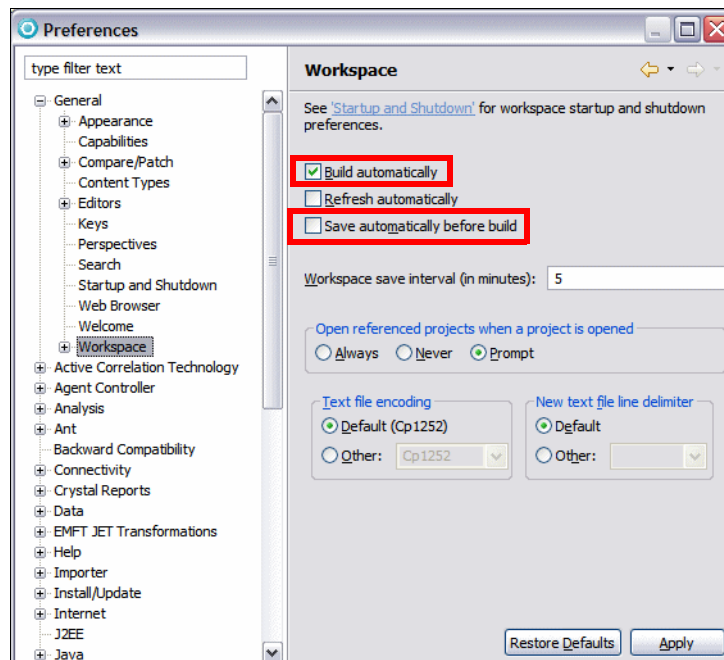 Preferences
type filter text
General
Appearance
Capabilities
Compare/Patch
Content Types
Editors
Keys
Perspectives
Search
Startup and Shutdown
Web Browser
Welcome
Workspace
Active Correlation Technology
Agent Controller
Analysis
Ant
Backward Compatibility
Connectivity
Crystal Reports
Data
EMFT JET Transformations
Help
Importer
Install/Update
Internet
J2EE
Java
Workspace
See 'Startup and Shutdown' for workspace startup and shutdown
preferences.
Build automatically
Refresh automatically
Save automatically before build
Workspace save interval (in minutes): 5
Open referenced projects when a project is opened
Always Never Prompt
Text file encoding
Default (Cp1252)
Other: Cp1252
New text file line delimiter
Default
Other:
Restore Defaults Apply